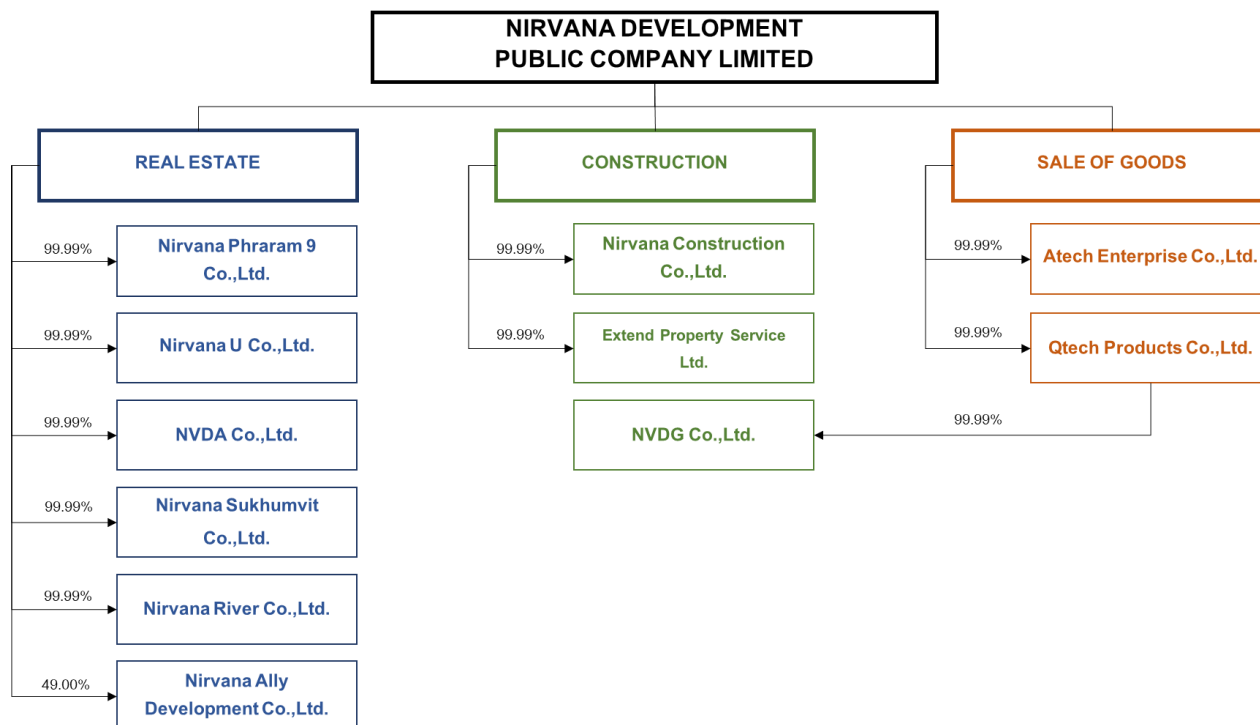 NIRVANA DEVELOPMENT
PUBLIC COMPANY LIMITED
REAL ESTATE
CONSTRUCTION
SALE OF GOODS
99.99%
Nirvana Phraram 9
Co.,Ltd.
99.99%
Nirvana U Co.,Ltd.
99.99%
NVDA Co.,Ltd.
99.99%
Nirvana Sukhumvit
Co.,Ltd.
99.99%
Nirvana River Co.,Ltd.
49.00%
Nirvana Ally
Development Co.,Ltd.
99.99%
Nirvana Construction
Co.,Ltd.
99.99%
Extend Property Service
Ltd.
NVDG Co.,Ltd.
99.99%
Atech Enterprise Co.,Ltd.
99.99%
Qtech Products Co.,Ltd.
99.99%